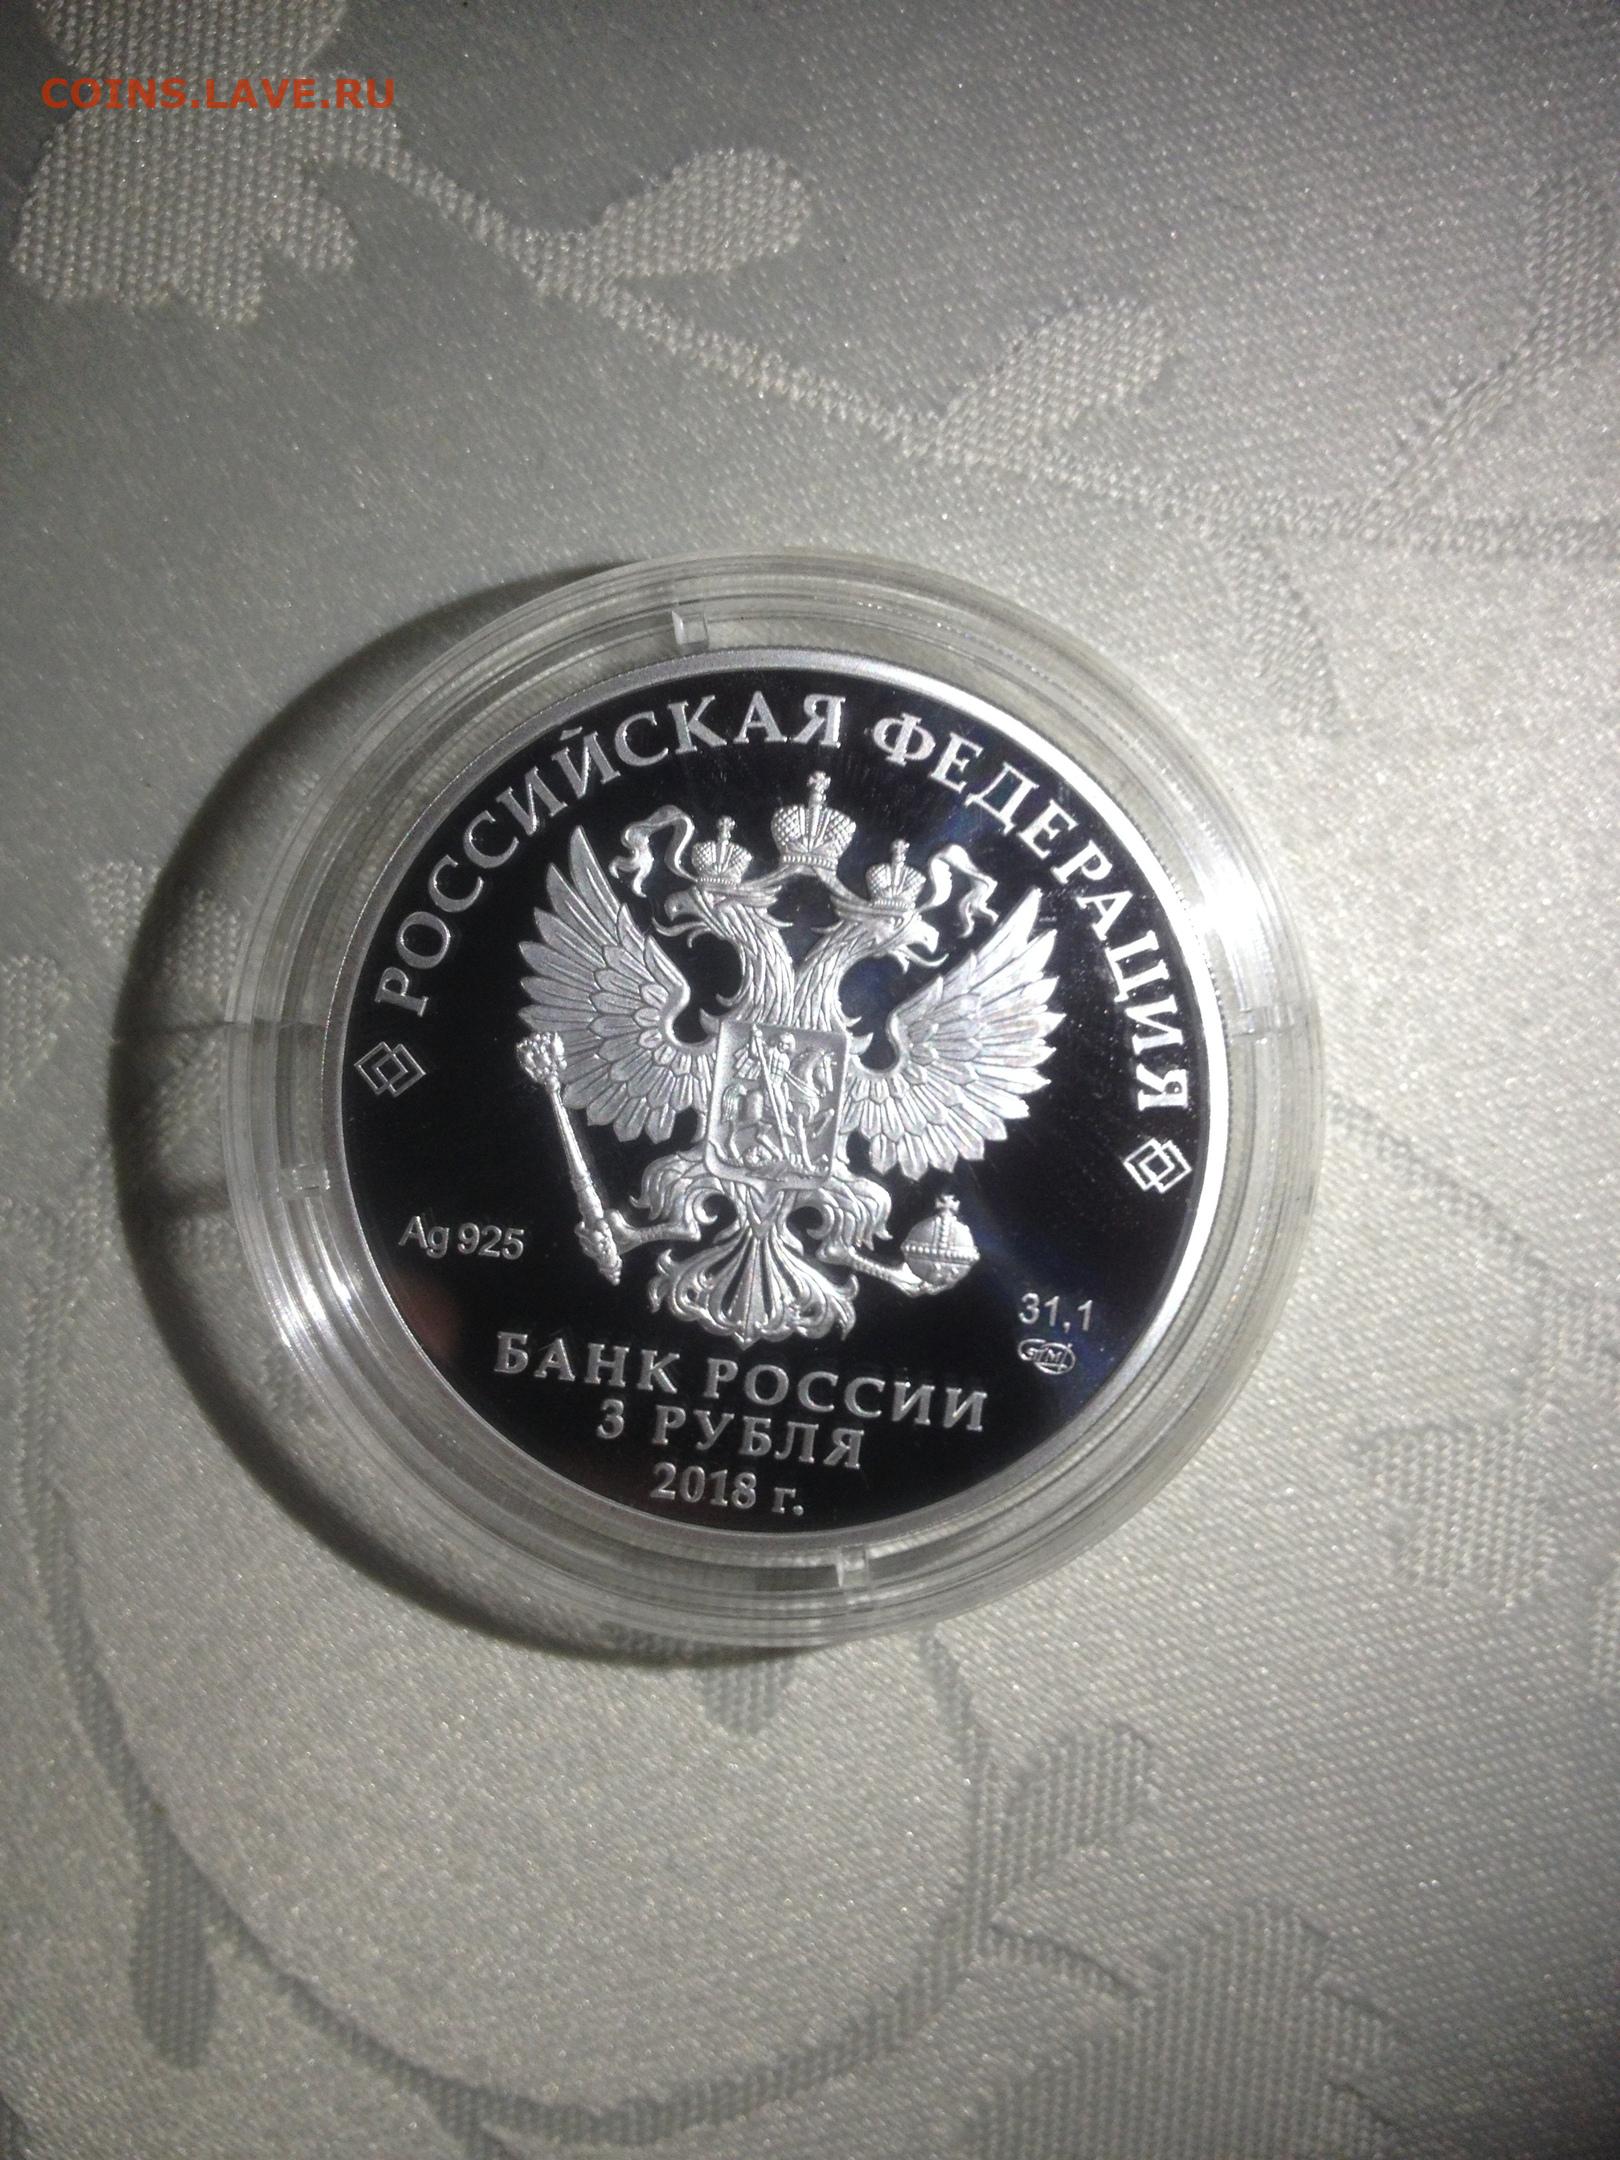 COINS.LAVE.RU
РОССИЙСКАЯ ФЕДЕРАЦИЯ
Ag 925
31,1
БАНК РОССИИ
3 РУБЛЯ
2018 г.